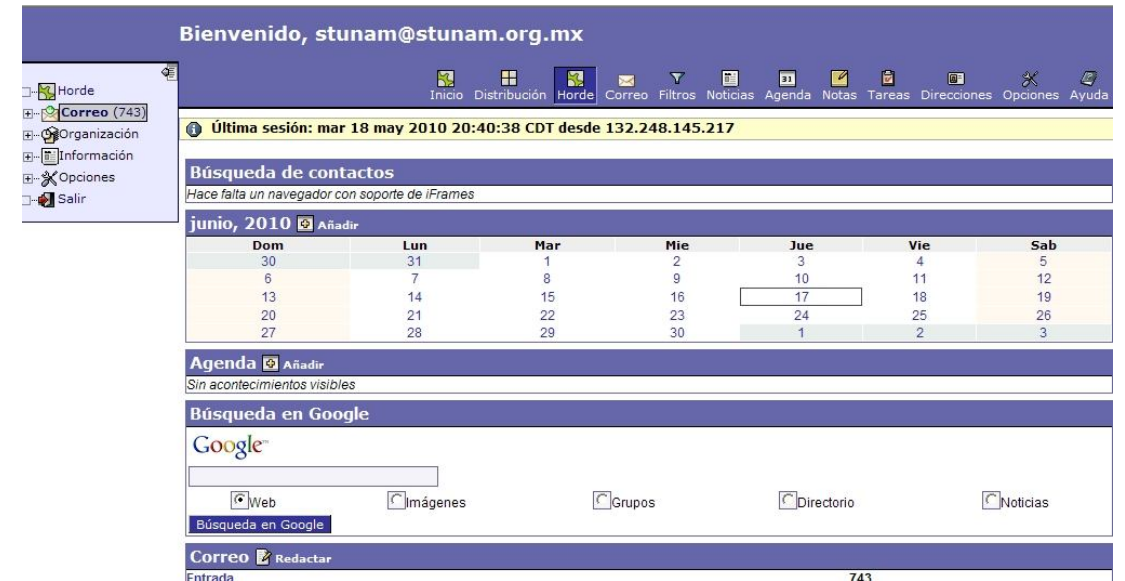 Bienvenido, stunam@stunam.org.mx
Horde
Correo (743)
Organización
Información
Opciones
Salir
Inicio Distribución Horde Correo Filtros Noticias Agenda Notas Tareas Direcciones Opciones Ayuda
Última sesión: mar 18 may 2010 20:40:38 CDT desde 132.248.145.217
Búsqueda de contactos
Hace falta un navegador con soporte de iFrames
junio, 2010 Añadir
Dom Lun Mar Mie Jue Vie Sab
30 31 1 2 3 4 5
6 7 8 9 10 11 12
13 14 15 16 17 18 19
20 21 22 23 24 25 26
27 28 29 30 1 2 3
Agenda Añadir
Sin acontecimientos visibles
Búsqueda en Google
Google™
Web Imágenes Grupos Directorio Noticias
Búsqueda en Google
Correo Redactar
Entrada 743